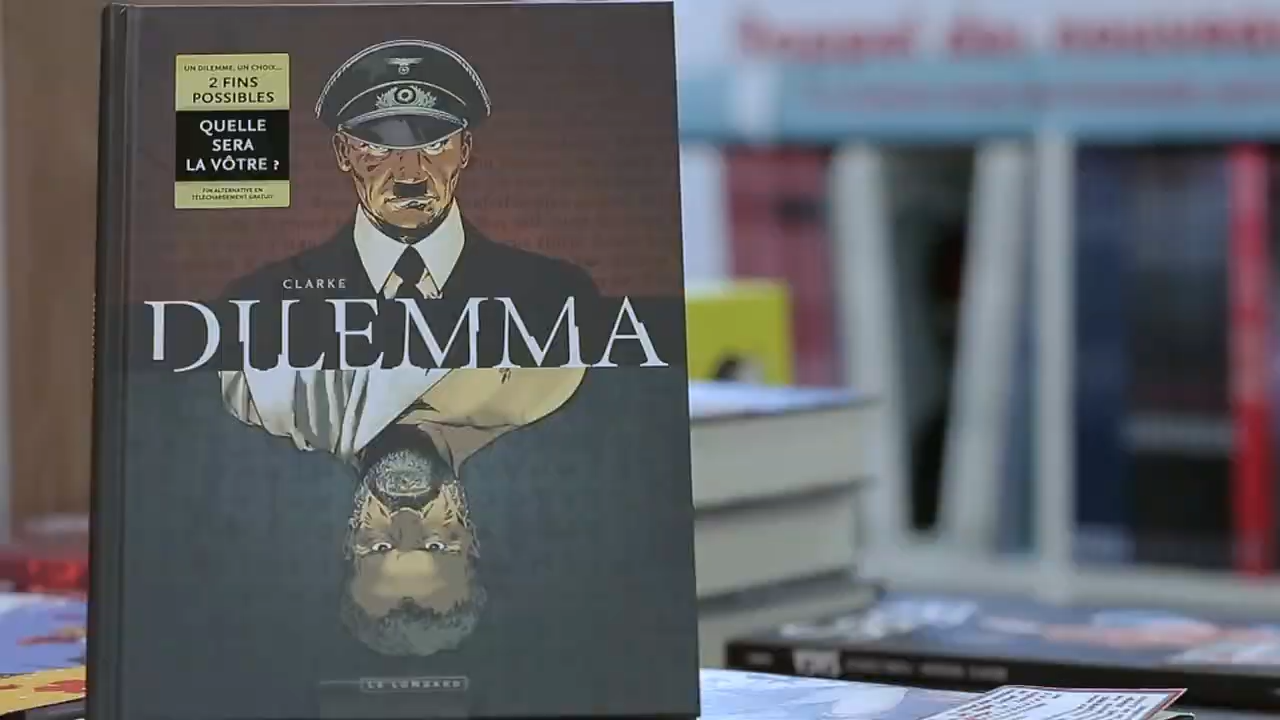 UN DILEMME, UN CHOIX...
2 FINS
POSSIBLES
QUELLE
SERA
LA VÔTRE ?
FIN ALTERNATIVE EN
TÉLÉCHARGEMENT GRATUIT
CLARKE
DILEMMA
LE LOMBARD